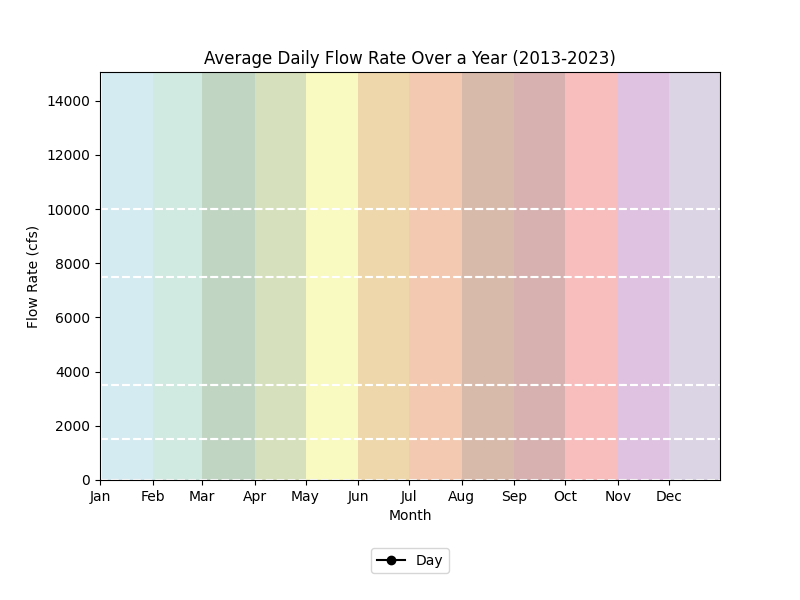 Average Daily Flow Rate Over a Year (2013-2023)
14000
12000
10000
8000
6000
4000
2000
0
Flow Rate (cfs)
Jan Feb Mar Apr May Jun Jul Aug Sep Oct Nov Dec
Month
Day